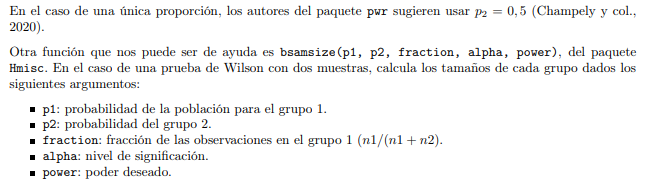 En el caso de una única proporción, los autores del paquete pwr sugieren usar p₂ = 0,5 (Champely y col.,
2020).
Otra función que nos puede ser de ayuda es bsamsize(p1, p2, fraction, alpha, power), del paquete
Hmisc. En el caso de una prueba de Wilson con dos muestras, calcula los tamaños de cada grupo dados los
siguientes argumentos:
▪ p1: probabilidad de la población para el grupo 1.
▪ p2: probabilidad del grupo 2.
▪ fraction: fracción de las observaciones en el grupo 1 (n1/(n1 + n2).
▪ alpha: nivel de significación.
▪ power: poder deseado.